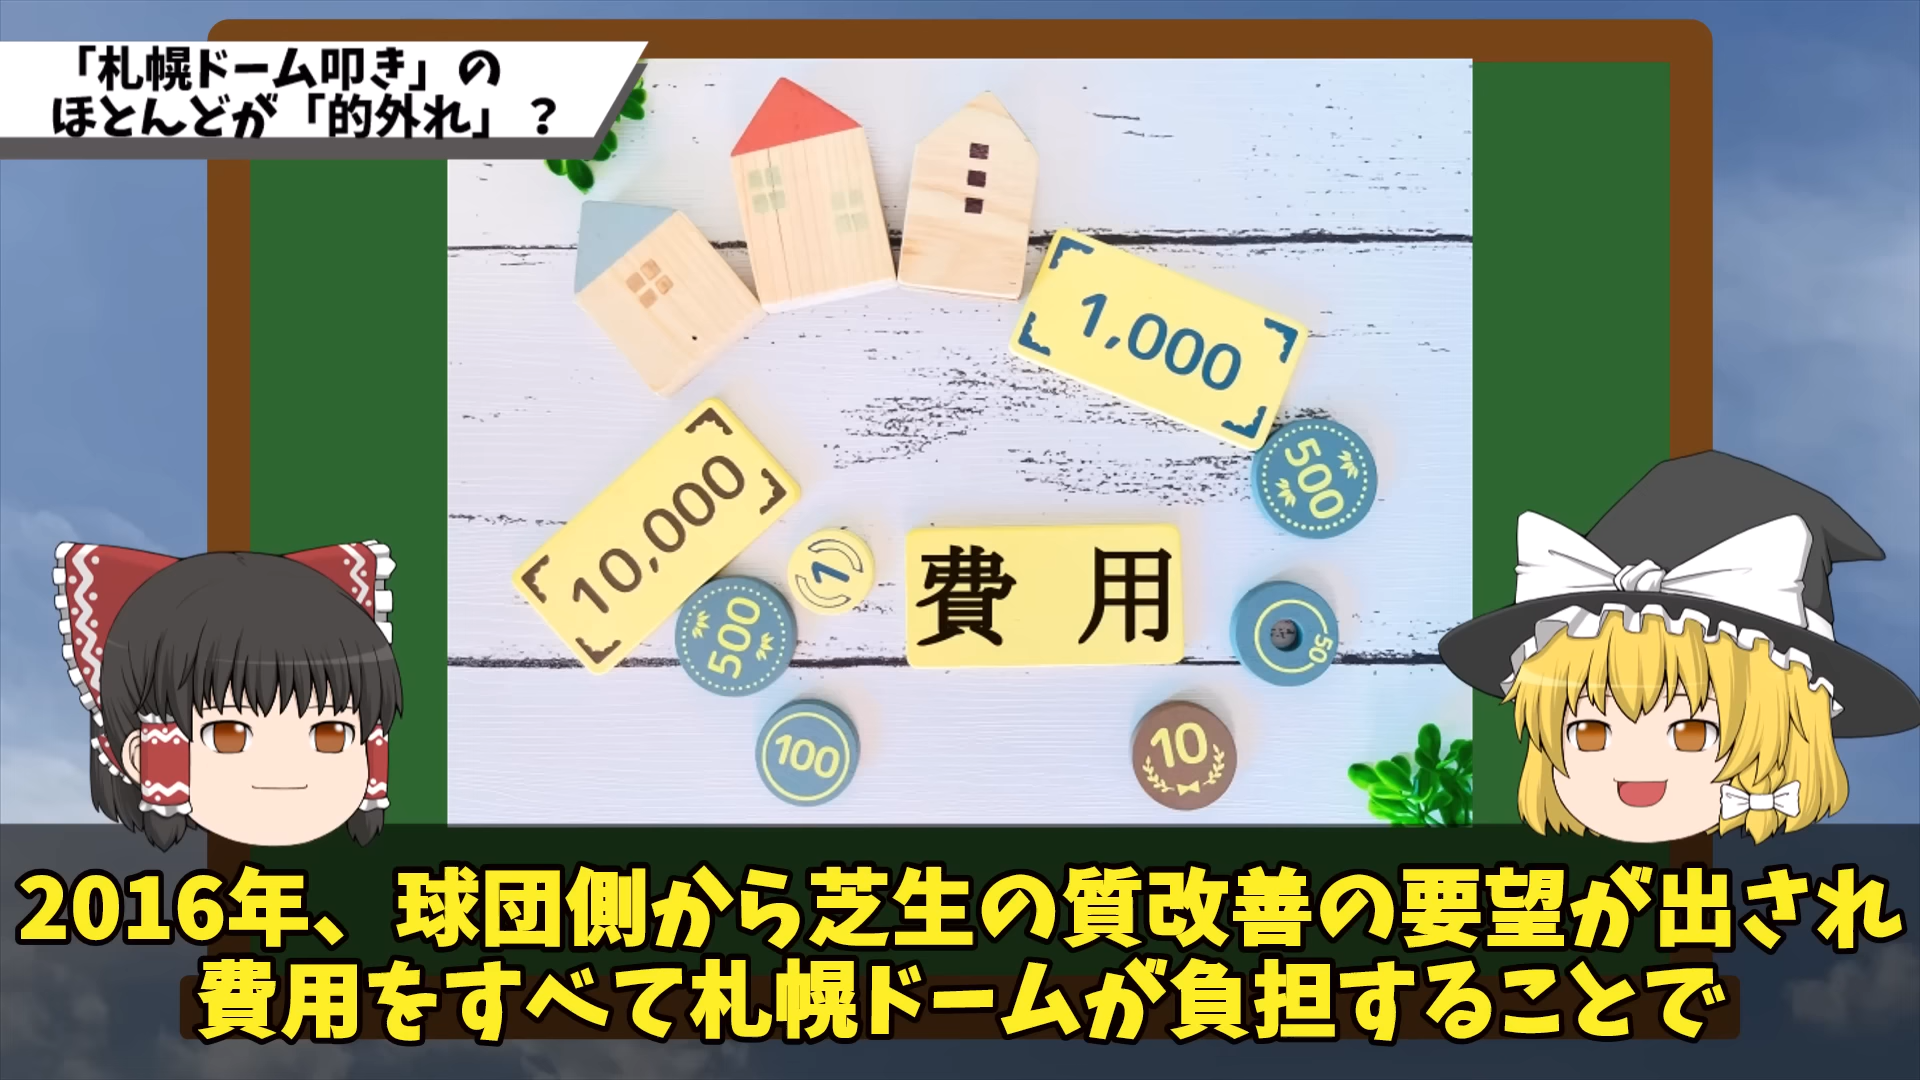 「札幌ドーム叩き」の
ほとんどが「的外れ」？
1,000
500
10,000
1
費用
500
50
100
10
2016年、球団側から芝生の質改善の要望が出され
費用をすべて札幌ドームが負担することで